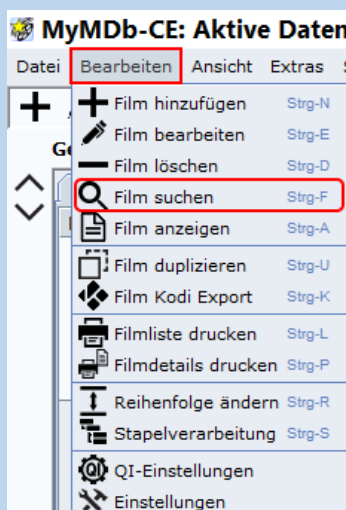 MyMDb-CE: Aktive Daten
Datei Bearbeiten Ansicht Extras
Film hinzufügen Strg-N
Film bearbeiten Strg-E
Film löschen Strg-D
Film suchen Strg-F
Film anzeigen Strg-A
Film duplizieren Strg-U
Film Kodi Export Strg-K
Filmliste drucken Strg-L
Filmdetails drucken Strg-P
Reihenfolge ändern Strg-R
Stapelverarbeitung Strg-S
QI-Einstellungen
Einstellungen